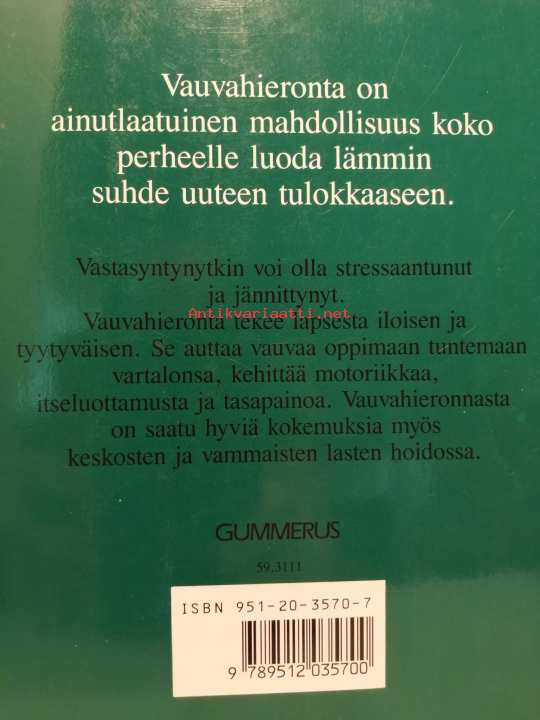 Vauvahieronta on
ainutlaatuinen mahdollisuus koko
perheelle luoda lämmin
suhde uuteen tulokkaaseen.
Vastasyntynytkin voi olla stressaantunut
ja jännittynyt.
Antikvariaatti.net
Vauvahieronta tekee lapsesta iloisen ja
tyytyväisen. Se auttaa vauvaa oppimaan tuntemaan
vartalonsa, kehittää motoriikkaa,
itseluottamusta ja tasapainoa. Vauvahieronnasta
on saatu hyviä kokemuksia myös
keskosten ja vammaisten lasten hoidossa.
GUMMERUS
59.3111
ISBN 951-20-3570-7
9 789512 035700